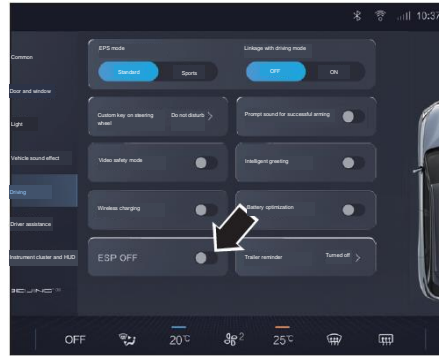 10:37
EPS mode
Linkage with driving mode
Common
Standard
Sports
OFF
ON
Door and window
Custom key on steering
wheel
Do not disturb
Prompt sound for successful arming
Light
Vehicle sound effect
Video safety mode
Intelligent greeting
Driving
Wireless charging
Battery optimization
Driver assistance
ESP OFF
Trailer reminder
Turned off
Instrument cluster and HUD
OFF
20°C
2
25°C